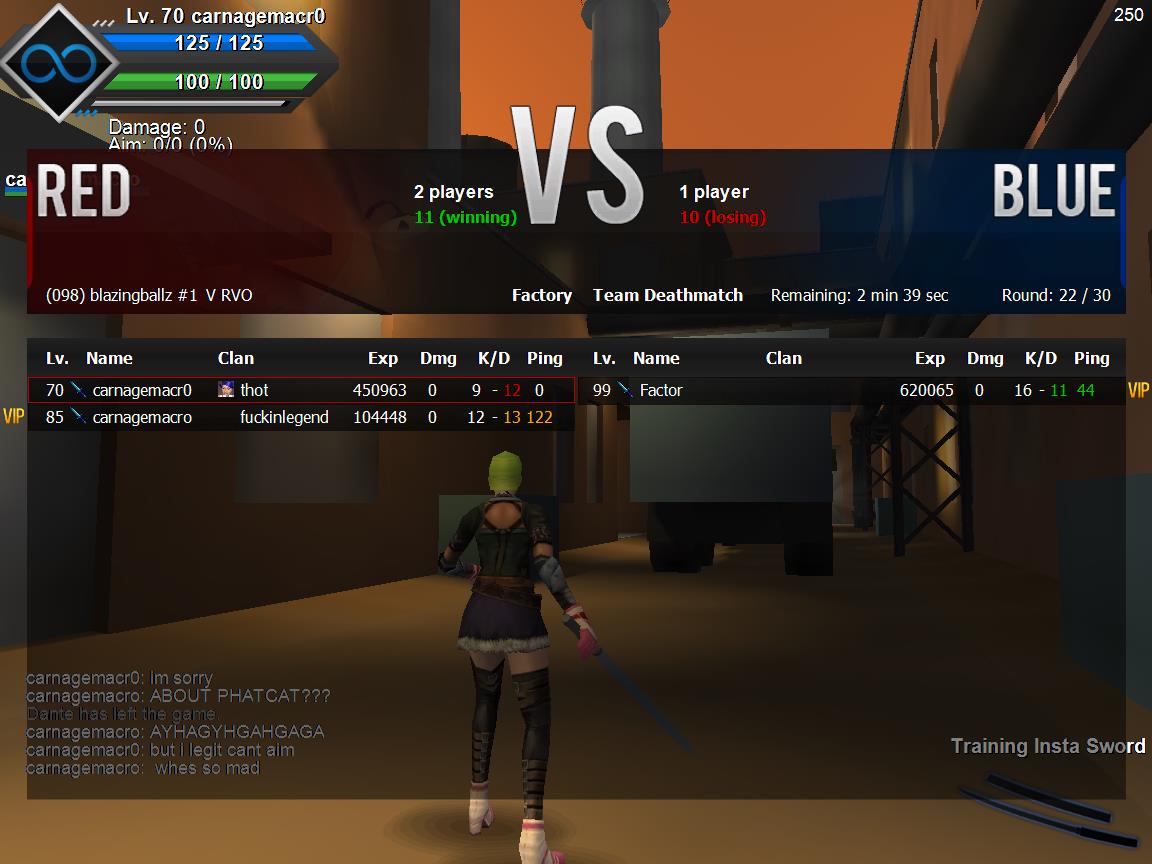 Lv. 70 carnagemacr0
250
125 / 125
100 / 100
Damage: 0
Aim: 0/0 (0%)
ca
RED VS BLUE
2 players 1 player
11 (winning) 10 (losing)
(098) blazingballz #1 V RVO Factory Team Deathmatch Remaining: 2 min 39 sec Round: 22 / 30
Lv. Name Clan Exp Dmg K/D Ping Lv. Name Clan Exp Dmg K/D Ping
70 carnagemacr0 thot 450963 0 9 - 12 0 99 Factor 620065 0 16 - 11 44 VIP
VIP 85 carnagemacro fuckinlegend 104448 0 12 - 13 122
carnagemacr0: im sorry
carnagemacro: ABOUT PHATCAT???
Dante has left the game.
carnagemacro: AYHAGYHGAHGAGA
carnagemacr0: but i legit cant aim
carnagemacro: whes so mad
Training Insta Sword